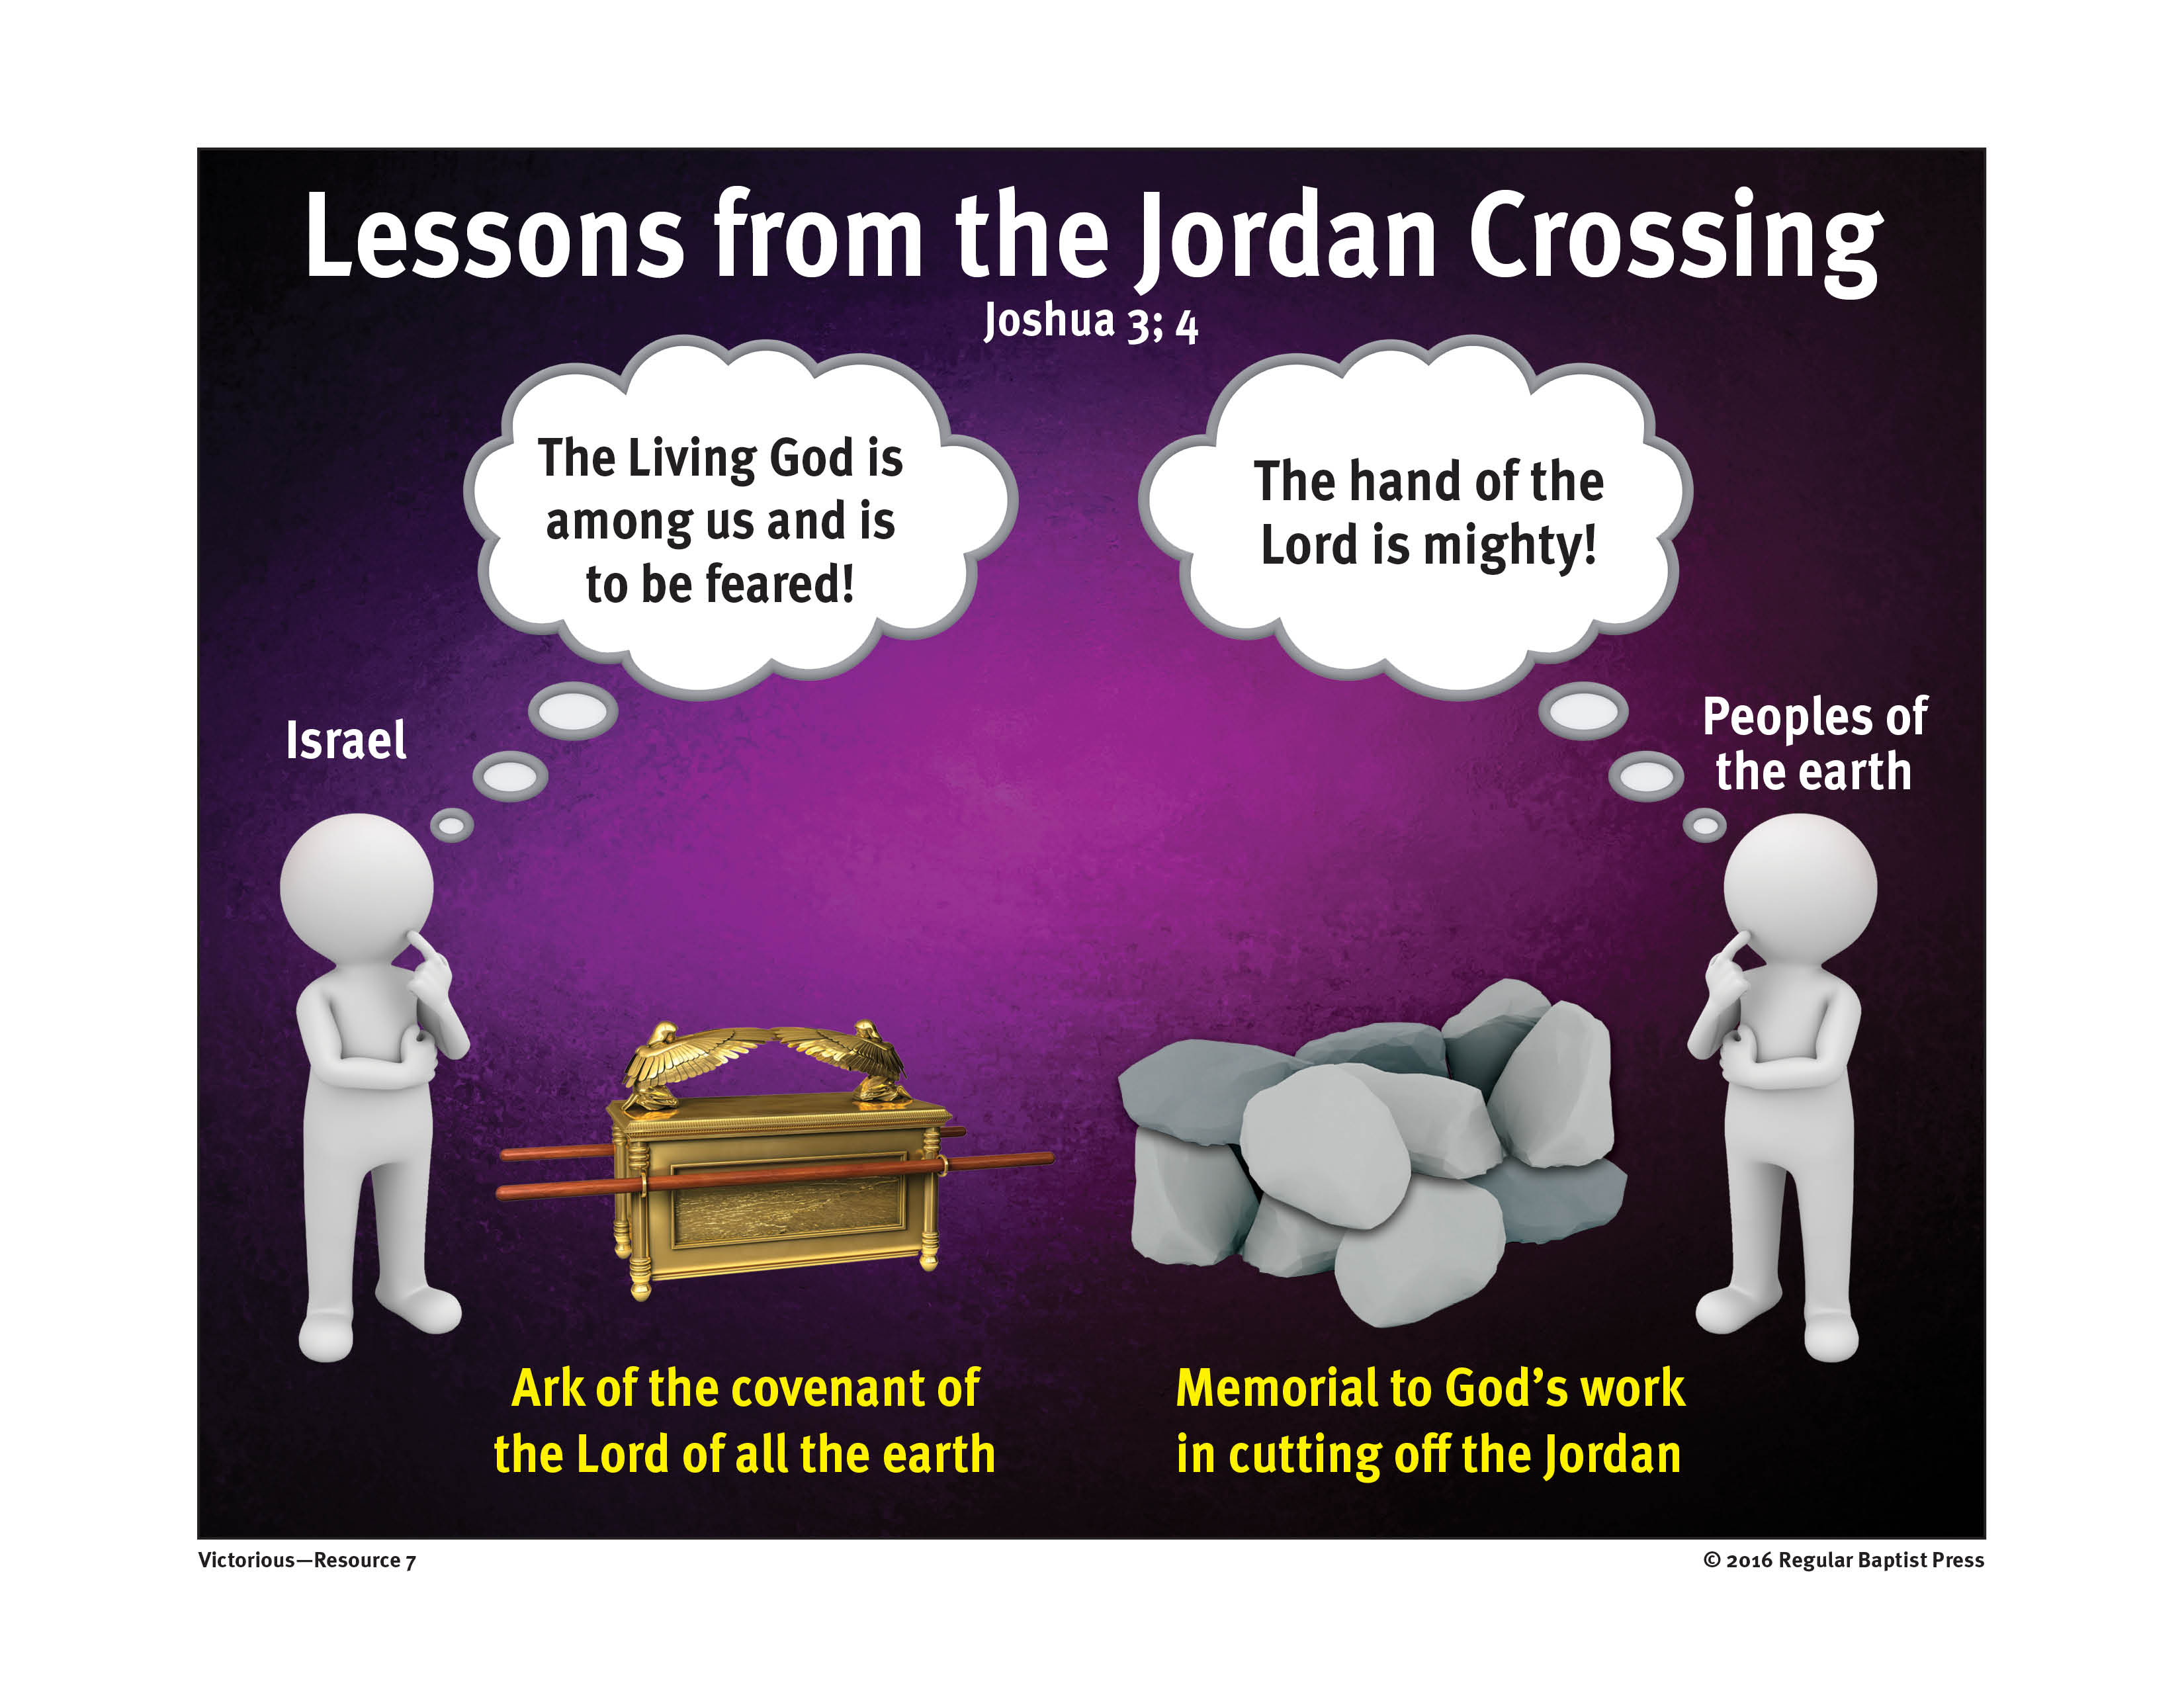 Lessons from the Jordan Crossing
Joshua 3; 4
The Living God is
among us and is
to be feared!
The hand of the
Lord is mighty!
Israel
Peoples of
the earth
Ark of the covenant of
the Lord of all the earth
Memorial to God’s work
in cutting off the Jordan
Victorious—Resource 7
© 2016 Regular Baptist Press